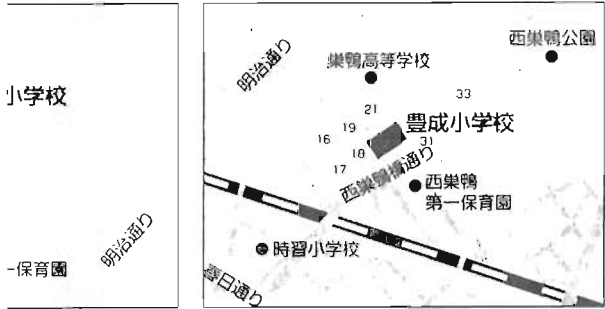 小学校
明治通り
一保育園
明治通り
巣鴨高等学校
西巣鴨公園
33
21
19
豊成小学校
16
18
31
17
西巣鴨橋通り
西巣鴨
第一保育園
時習小学校
春日通り